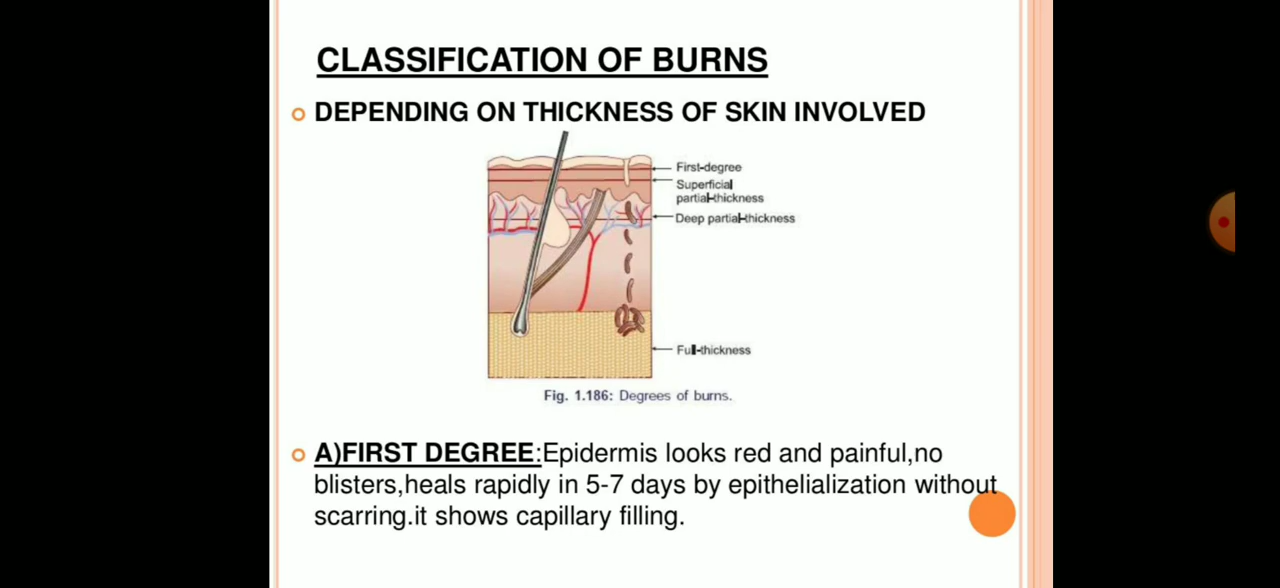 CLASSIFICATION OF BURNS
DEPENDING ON THICKNESS OF SKIN INVOLVED
First-degree
Superficial
partial-thickness
Deep partial-thickness
Full-thickness
Fig. 1.186: Degrees of burns.
A)FIRST DEGREE:Epidermis looks red and painful,no
blisters,heals rapidly in 5-7 days by epithelialization without
scarring.it shows capillary filling.